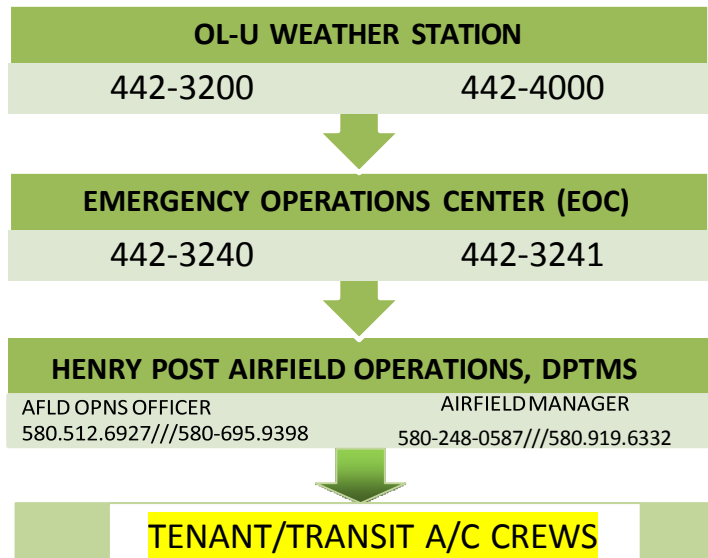 OL-U WEATHER STATION
442-3200 442-4000
EMERGENCY OPERATIONS CENTER (EOC)
442-3240 442-3241
HENRY POST AIRFIELD OPERATIONS, DPTMS
AFLD OPNS OFFICER AIRFIELD MANAGER
580.512.6927///580-695.9398 580-248-0587///580.919.6332
TENANT/TRANSIT A/C CREWS